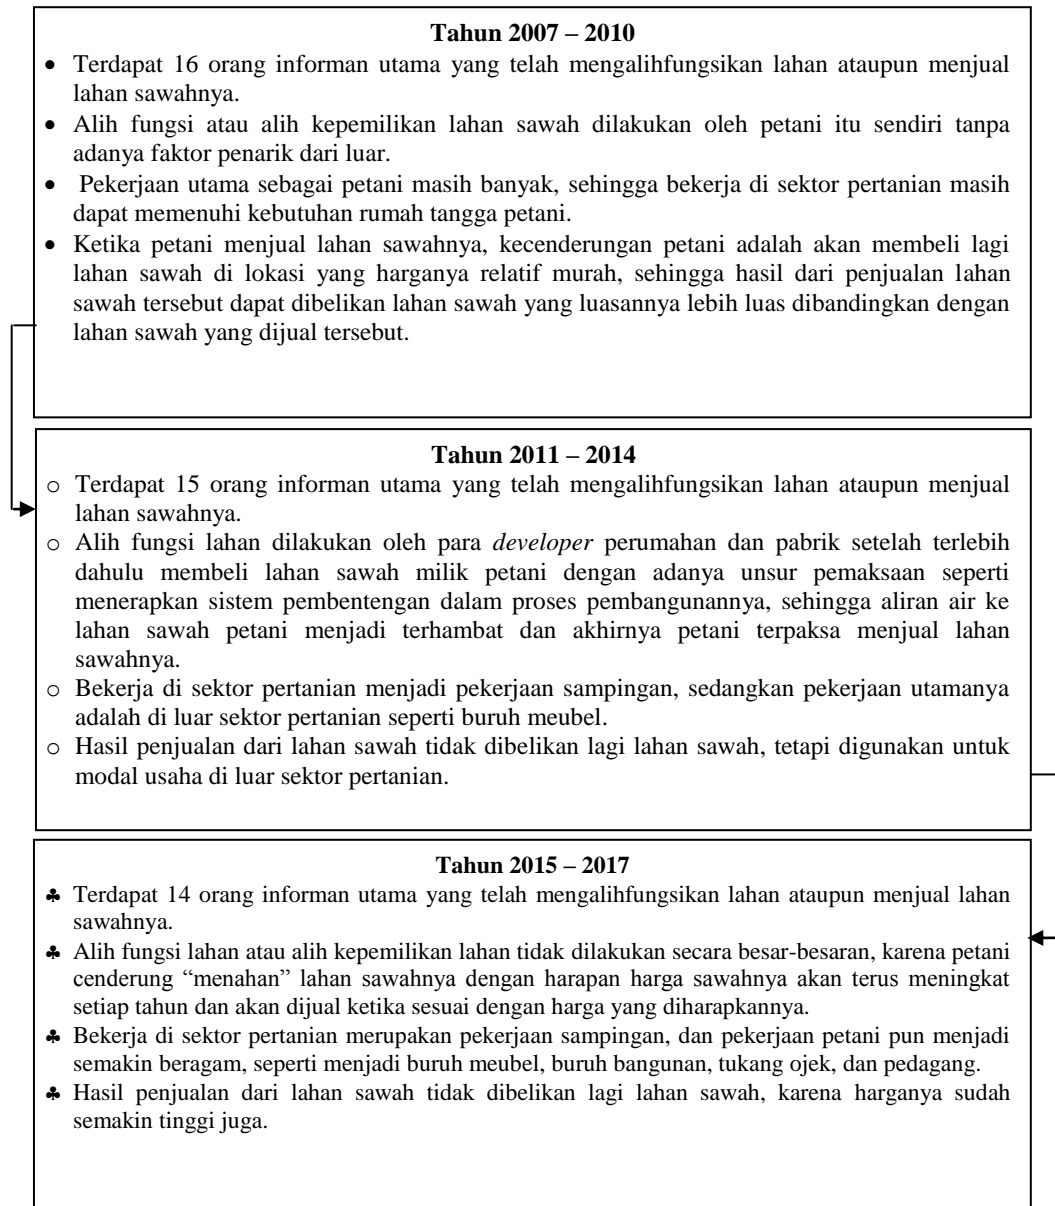 Tahun 2007 – 2010
• Terdapat 16 orang informan utama yang telah mengalihfungsikan lahan ataupun menjual
lahan sawahnya.
• Alih fungsi atau alih kepemilikan lahan sawah dilakukan oleh petani itu sendiri tanpa
adanya faktor penarik dari luar.
• Pekerjaan utama sebagai petani masih banyak, sehingga bekerja di sektor pertanian masih
dapat memenuhi kebutuhan rumah tangga petani.
• Ketika petani menjual lahan sawahnya, kecenderungan petani adalah akan membeli lagi
lahan sawah di lokasi yang harganya relatif murah, sehingga hasil dari penjualan lahan
sawah tersebut dapat dibelikan lahan sawah yang luasannya lebih luas dibandingkan dengan
lahan sawah yang dijual tersebut.
Tahun 2011 – 2014
o Terdapat 15 orang informan utama yang telah mengalihfungsikan lahan ataupun menjual
lahan sawahnya.
o Alih fungsi lahan dilakukan oleh para developer perumahan dan pabrik setelah terlebih
dahulu membeli lahan sawah milik petani dengan adanya unsur pemaksaan seperti
menerapkan sistem pembentengan dalam proses pembangunannya, sehingga aliran air ke
lahan sawah petani menjadi terhambat dan akhirnya petani terpaksa menjual lahan
sawahnya.
o Bekerja di sektor pertanian menjadi pekerjaan sampingan, sedangkan pekerjaan utamanya
adalah di luar sektor pertanian seperti buruh meubel.
o Hasil penjualan dari lahan sawah tidak dibelikan lagi lahan sawah, tetapi digunakan untuk
modal usaha di luar sektor pertanian.
Tahun 2015 – 2017
♣ Terdapat 14 orang informan utama yang telah mengalihfungsikan lahan ataupun menjual lahan
sawahnya.
♣ Alih fungsi lahan atau alih kepemilikan lahan tidak dilakukan secara besar-besaran, karena petani
cenderung “menahan” lahan sawahnya dengan harapan harga sawahnya akan terus meningkat
setiap tahun dan akan dijual ketika sesuai dengan harga yang diharapkannya.
♣ Bekerja di sektor pertanian merupakan pekerjaan sampingan, dan pekerjaan petani pun menjadi
semakin beragam, seperti menjadi buruh meubel, buruh bangunan, tukang ojek, dan pedagang.
♣ Hasil penjualan dari lahan sawah tidak dibelikan lagi lahan sawah, karena harganya sudah
semakin tinggi juga.